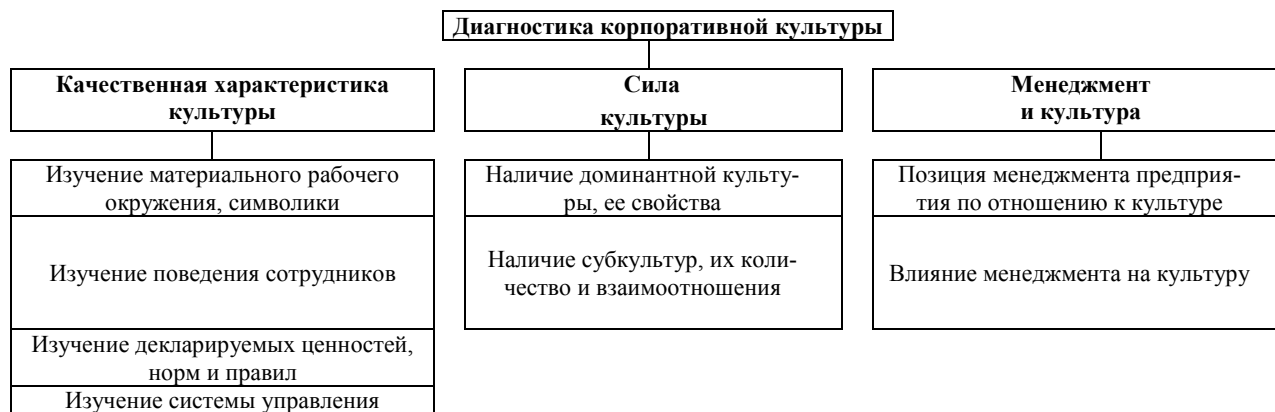 Диагностика корпоративной культуры
Качественная характеристика
культуры
Сила
культуры
Менеджмент
и культура
Изучение материального рабочего
окружения, символики
Изучение поведения сотрудников
Изучение декларируемых ценностей,
норм и правил
Изучение системы управления
Наличие доминантной культу-
ры, ее свойства
Наличие субкультур, их коли-
чество и взаимоотношения
Позиция менеджмента предприя-
тия по отношению к культуре
Влияние менеджмента на культуру